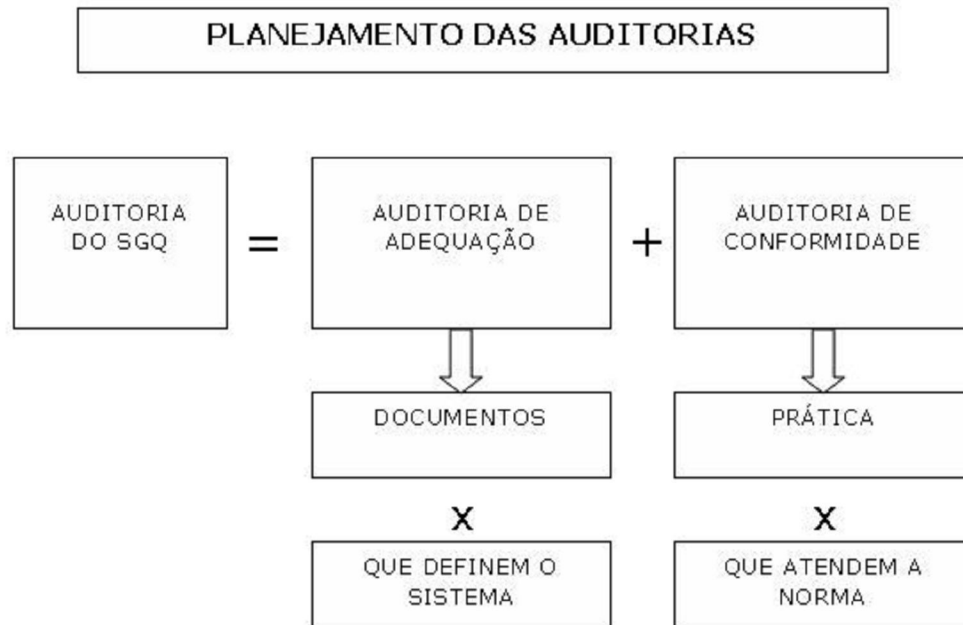 PLANEJAMENTO DAS AUDITORIAS
AUDITORIA
DO SGQ
=
AUDITORIA DE
ADEQUAÇÃO
+
AUDITORIA DE
CONFORMIDADE
DOCUMENTOS
PRÁTICA
X
X
QUE DEFINEM O
SISTEMA
QUE ATENDEM A
NORMA